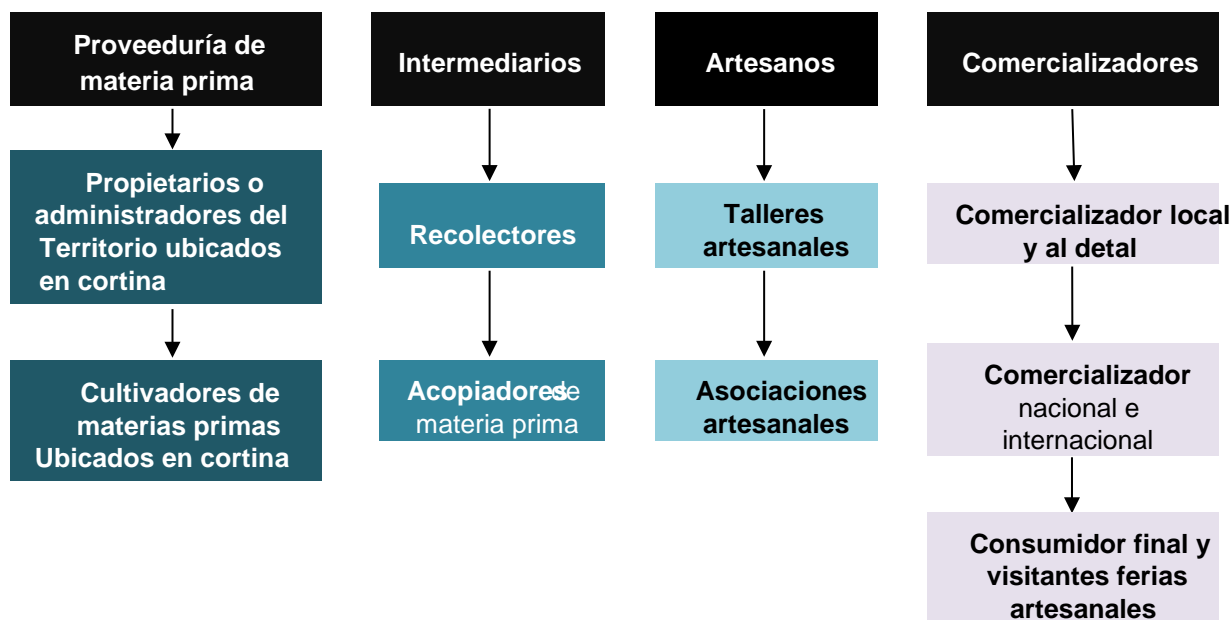 Proveeduría de
materia prima
Intermediarios
Artesanos
Comercializadores
Propietarios o
administradores del
Territorio ubicados
en cortina
Recolectores
Talleres
artesanales
Comercializador local
y al detal
Cultivadores de
materias primas
Ubicados en cortina
Acopiadores de
materia prima
Asociaciones
artesanales
Comercializador
nacional e
internacional
Consumidor final y
visitantes ferias
artesanales